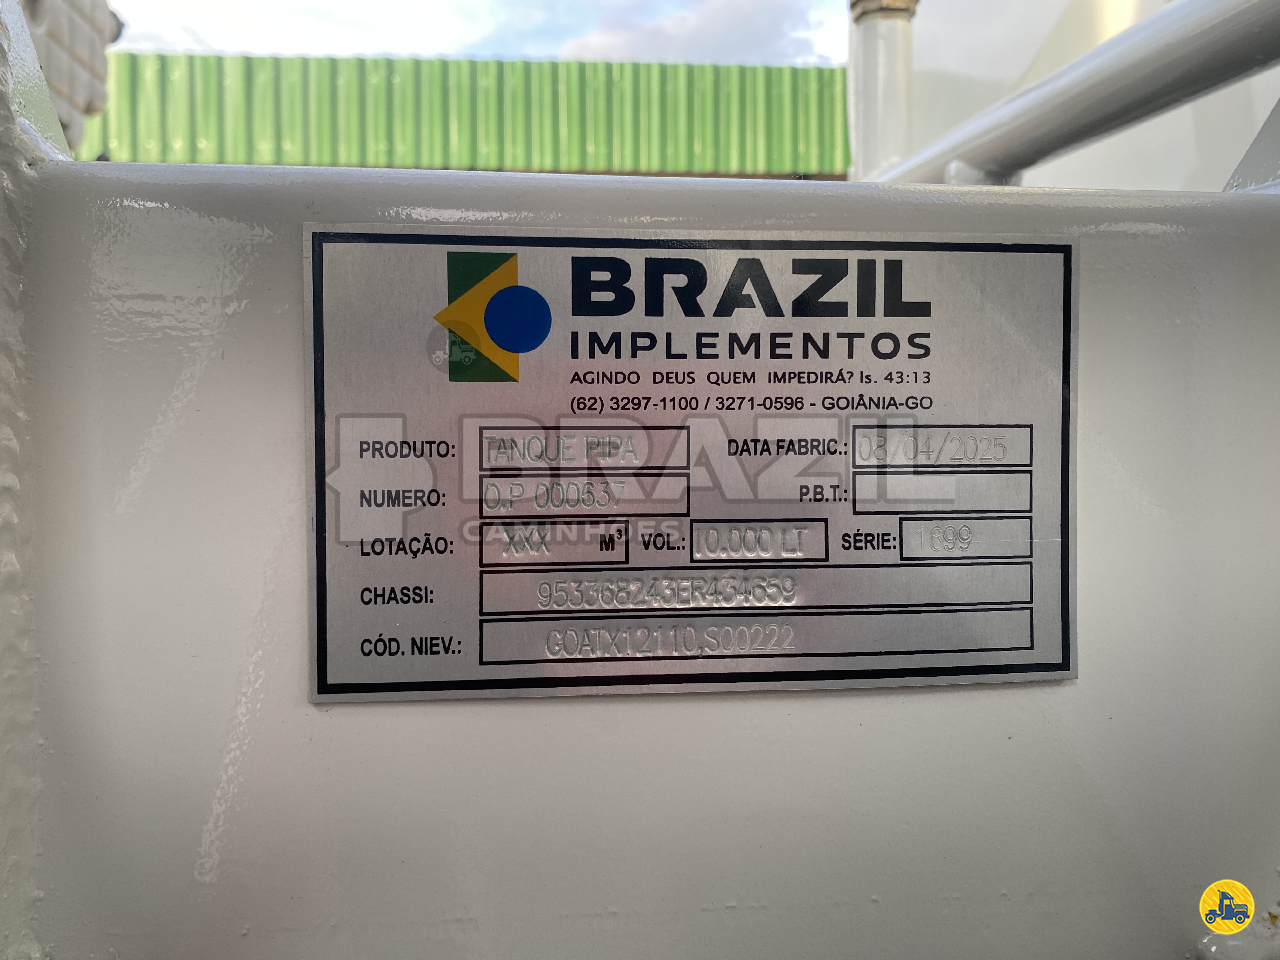 BRAZIL
IMPLEMENTOS
AGINDO DEUS QUEM IMPEDIRÁ? Is. 43:13
(62) 3297-1100 / 3271-0596 - GOIÂNIA-GO
PRODUTO: TANQUE PIPA DATA FABRIC.: 08/04/2025
NUMERO: O.P 000637 P.B.T.:
BRAZIL
CAMINHÕES
LOTAÇÃO: XXX M³ VOL.: 10.000 LT SÉRIE: 1699
CHASSI: 953368243ER434659
CÓD. NIEV.: GOATX12110,S00222